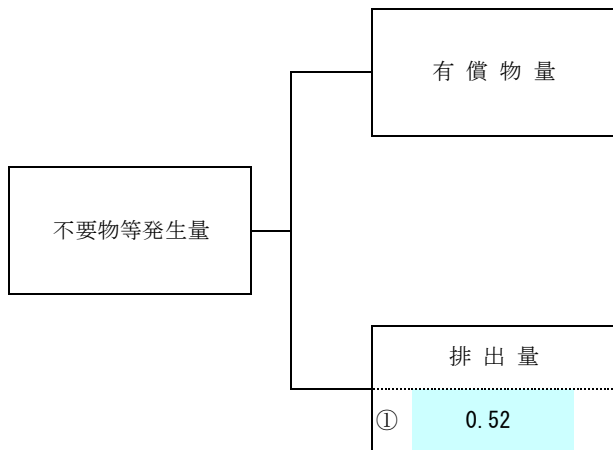 有 償 物 量
不要物等発生量
排 出 量
① 0.52